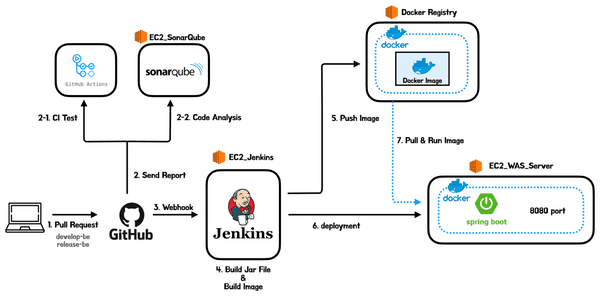 EC2_SonarQube
GitHub Actions
sonarqube
2-1. CI Test
2-2. Code Analysis
2. Send Report
1. Pull Request
develop-be
release-be
GitHub
3. Webhook
EC2_Jenkins
Jenkins
4. Build Jar File
&
Build Image
Docker Registry
docker
Docker Image
5. Push Image
7. Pull & Run Image
6. deployment
EC2_WAS_Server
docker
spring boot
8080 port